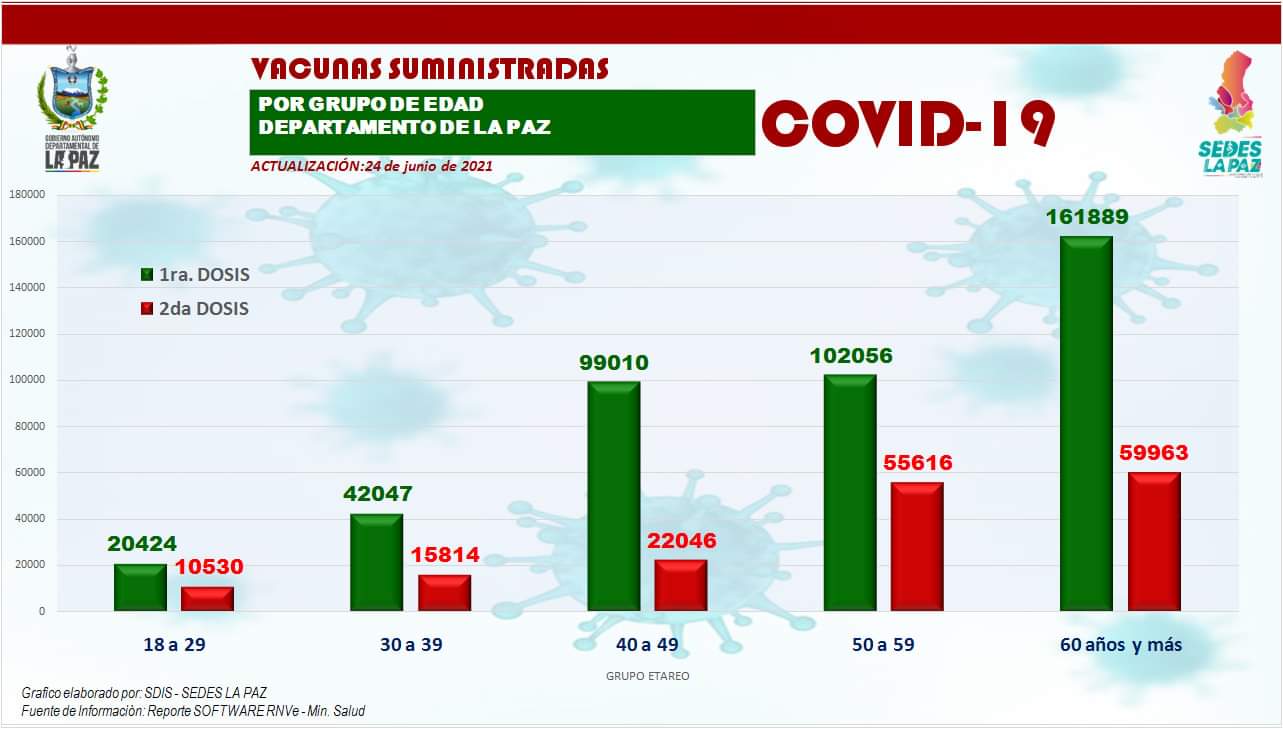 VACUNAS SUMINISTRADAS
POR GRUPO DE EDAD
DEPARTAMENTO DE LA PAZ
COVID-19
ACTUALIZACIÓN:24 de junio de 2021
GOBIERNO AUTÓNOMO
DEPARTAMENTAL DE
LA PAZ
SEDES
LA PAZ
180000
160000
140000
120000
100000
80000
60000
40000
20000
0
1ra. DOSIS
2da DOSIS
20424
10530
42047
15814
99010
22046
102056
55616
161889
59963
18 a 29
30 a 39
40 a 49
50 a 59
60 años y más
GRUPO ETAREO
Grafico elaborado por: SDIS - SEDES LA PAZ
Fuente de Informaciòn: Reporte SOFTWARE RNVe - Min. Salud